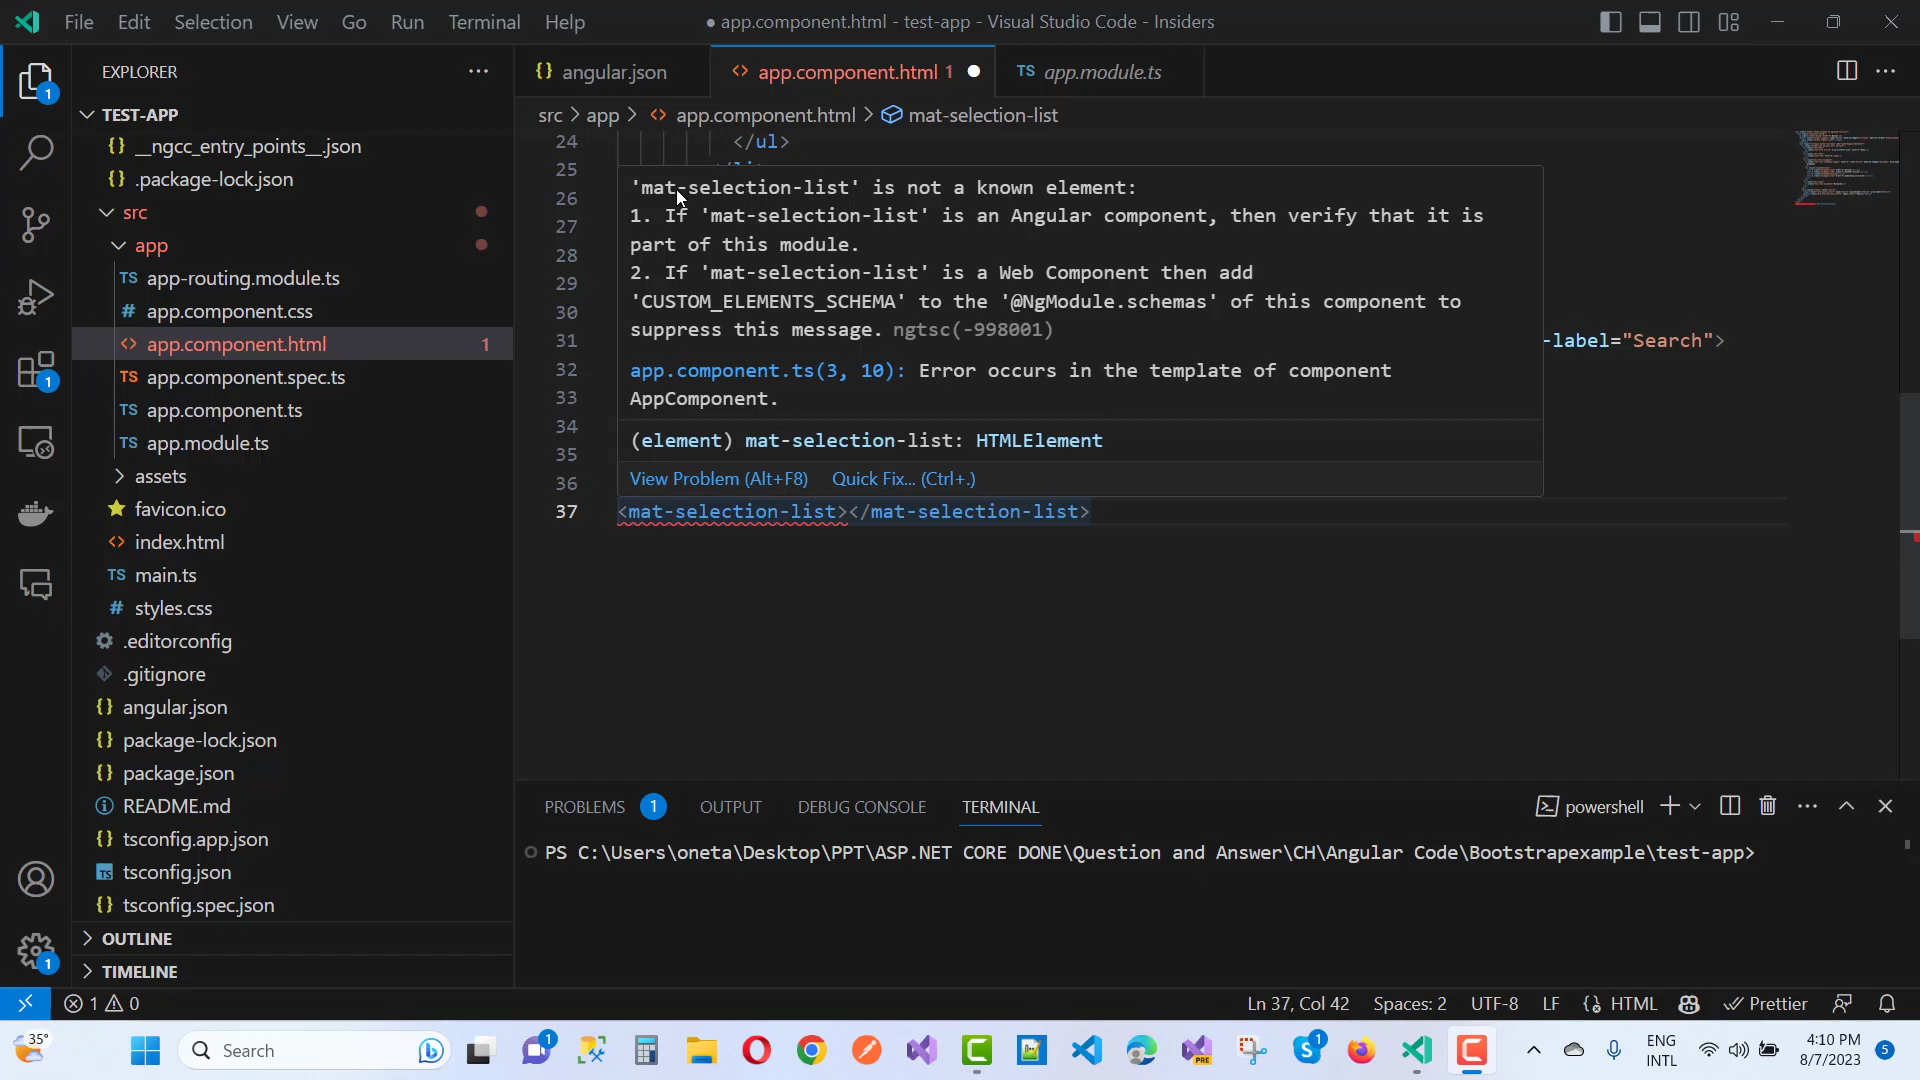 File Edit Selection View Go Run Terminal Help
● app.component.html - test-app - Visual Studio Code - Insiders
EXPLORER
TEST-APP
__ngcc_entry_points__.json
.package-lock.json
src
app
app-routing.module.ts
app.component.css
app.component.html 1
app.component.spec.ts
app.component.ts
app.module.ts
assets
favicon.ico
index.html
main.ts
styles.css
.editorconfig
.gitignore
angular.json
package-lock.json
package.json
README.md
tsconfig.app.json
tsconfig.json
tsconfig.spec.json
OUTLINE
TIMELINE
angular.json
app.component.html 1
app.module.ts
src > app > app.component.html > mat-selection-list
24 </ul>
25
26
27
28
29
30
31 -label="Search">
32
33
34
35
36
37 <mat-selection-list></mat-selection-list>
'mat-selection-list' is not a known element:
1. If 'mat-selection-list' is an Angular component, then verify that it is
part of this module.
2. If 'mat-selection-list' is a Web Component then add
'CUSTOM_ELEMENTS_SCHEMA' to the '@NgModule.schemas' of this component to
suppress this message. ngtsc(-998001)
app.component.ts(3, 10): Error occurs in the template of component
AppComponent.
(element) mat-selection-list: HTMLElement
View Problem (Alt+F8) Quick Fix... (Ctrl+.)
PROBLEMS 1 OUTPUT DEBUG CONSOLE TERMINAL
powershell
PS C:\Users\oneta\Desktop\PPT\ASP.NET CORE DONE\Question and Answer\CH\Angular Code\Bootstrapexample\test-app>
1 0
Ln 37, Col 42 Spaces: 2 UTF-8 LF HTML Prettier
35°
Search
ENG
INTL
4:10 PM
8/7/2023
5